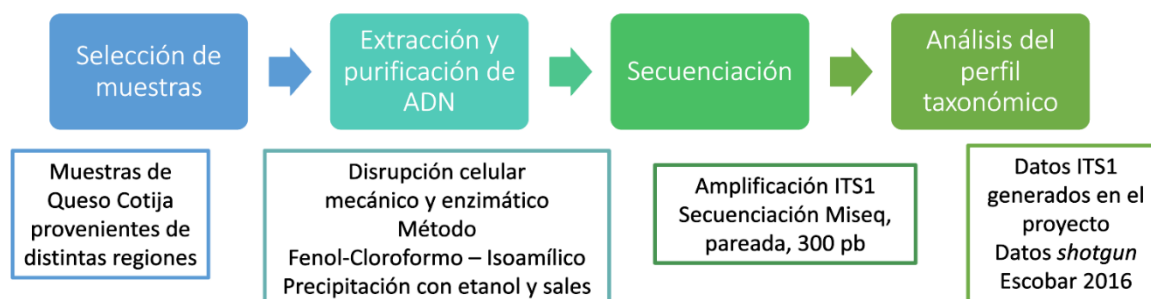 Selección de
muestras
Extracción y
purificación de
ADN
Secuenciación
Análisis del
perfil
taxonómico
Muestras de
Queso Cotija
provenientes de
distintas regiones
Disrupción celular
mecánico y enzimático
Método
Fenol-Cloroformo – Isoamílico
Precipitación con etanol y sales
Amplificación ITS1
Secuenciación Miseq,
pareada, 300 pb
Datos ITS1
generados en el
proyecto
Datos shotgun
Escobar 2016